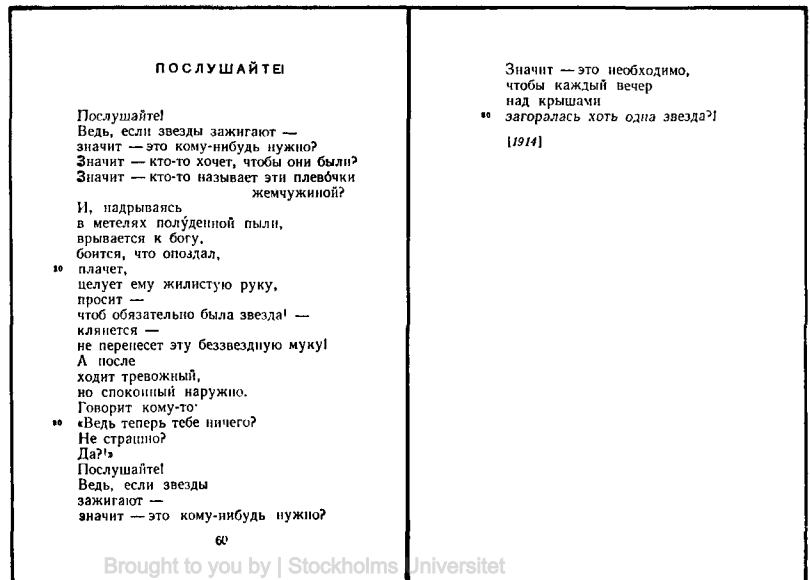 ПОСЛУШАЙТЕ!
Послушайте!
Ведь, если звезды зажигают —
значит — это кому-нибудь нужно?
Значит — кто-то хочет, чтобы они были?
Значит — кто-то называет эти плево́чки
жемчужиной?
И, надрываясь
в метелях полу́денной пыли,
врывается к богу,
боится, что опоздал,
10 плачет,
целует ему жилистую руку,
просит —
чтоб обязательно была звезда! —
клянется —
не перенесет эту беззвездную муку!
А после
ходит тревожный,
но спокойный наружно.
Говорит кому-то:
20 «Ведь теперь тебе ничего?
Не страшно?
Да?!»
Послушайте!
Ведь, если звезды
зажигают —
значит — это кому-нибудь нужно?
60
Значит — это необходимо,
чтобы каждый вечер
над крышами
30 загоралась хоть одна звезда?!
[1914]
Brought to you by | Stockholms Universitet